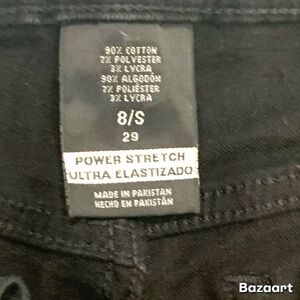 90% COTTON
7% POLYESTER
3% LYCRA
90% ALGODÓN
7% POLIÉSTER
3% LYCRA
8/S
29
POWER STRETCH
ULTRA ELASTIZADO
MADE IN PAKISTAN
HECHO EN PAKISTÁN
Bazaart